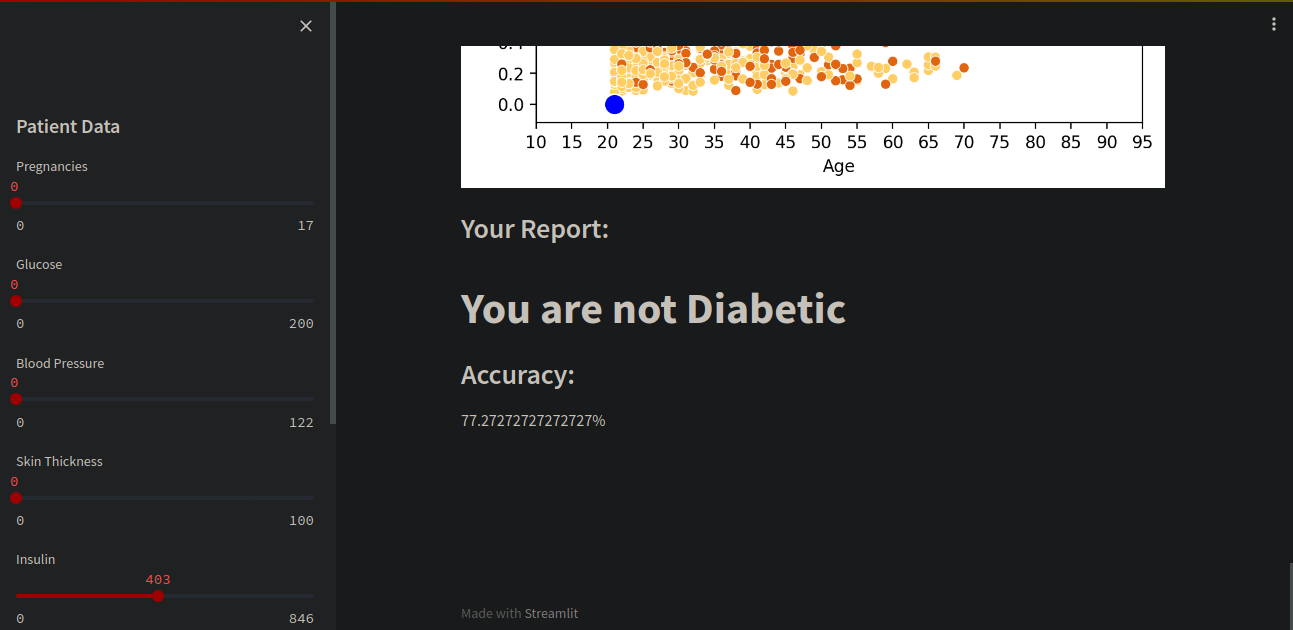 Patient Data
Pregnancies
0
0 17
Glucose
0
0 200
Blood Pressure
0
0 122
Skin Thickness
0
0 100
Insulin
403
0 846
0.2
0.0
10 15 20 25 30 35 40 45 50 55 60 65 70 75 80 85 90 95
Age
Your Report:
You are not Diabetic
Accuracy:
77.27272727272727%
Made with Streamlit